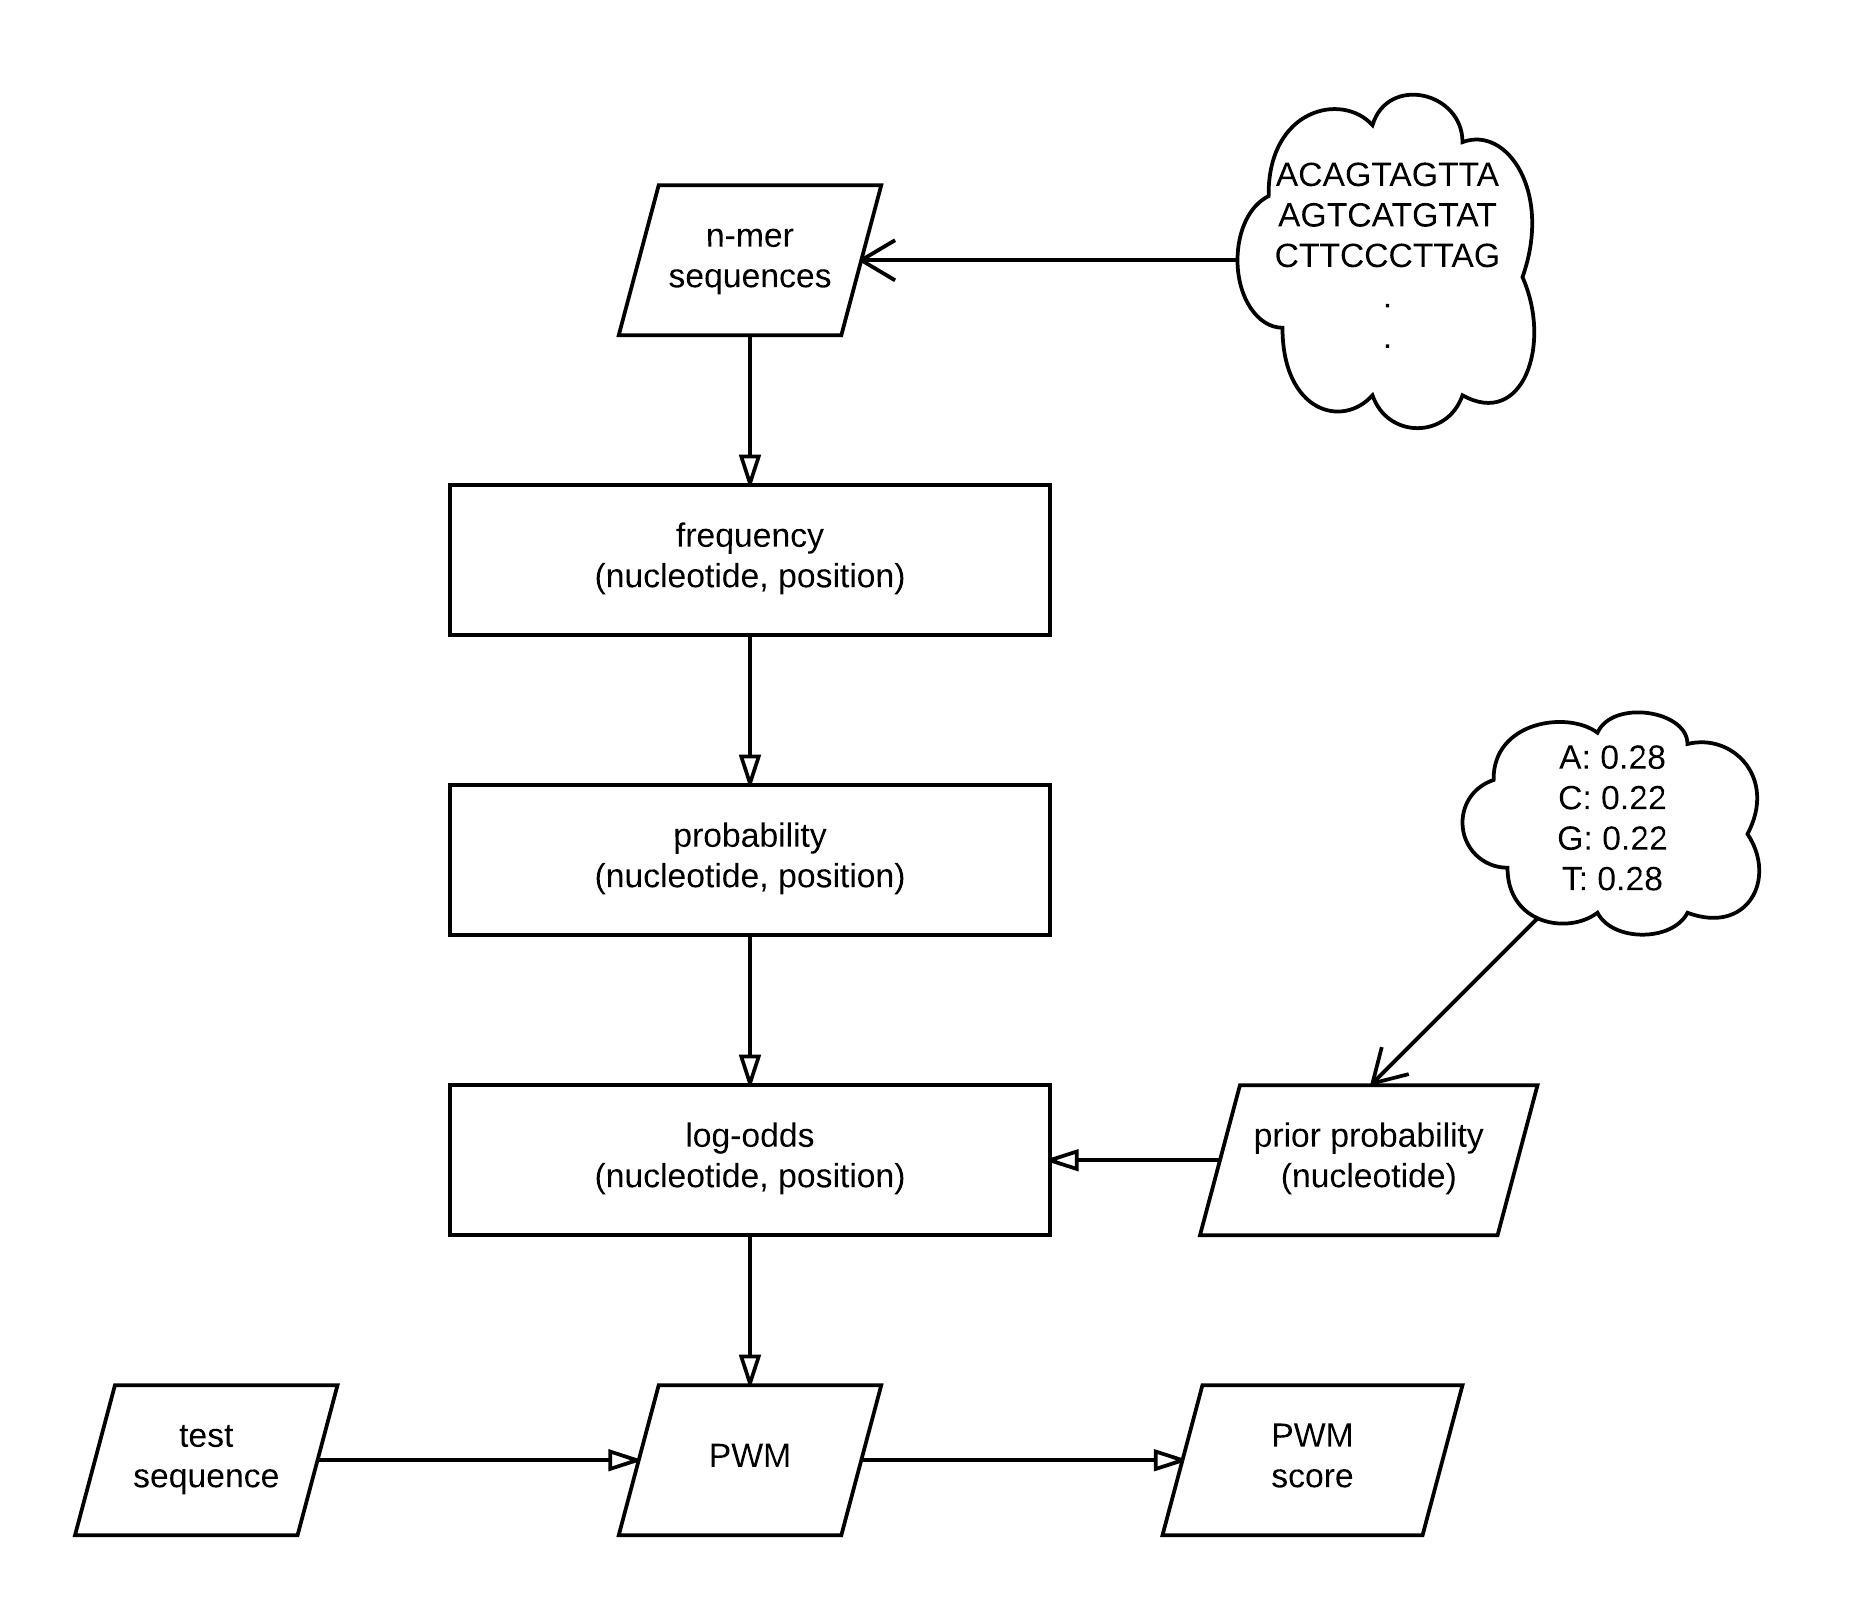 ACAGTAGTTA
AGTCATGTAT
CTTCCCTTAG
.
.
n-mer
sequences
frequency
(nucleotide, position)
probability
(nucleotide, position)
A: 0.28
C: 0.22
G: 0.22
T: 0.28
log-odds
(nucleotide, position)
prior probability
(nucleotide)
test
sequence
PWM
PWM
score